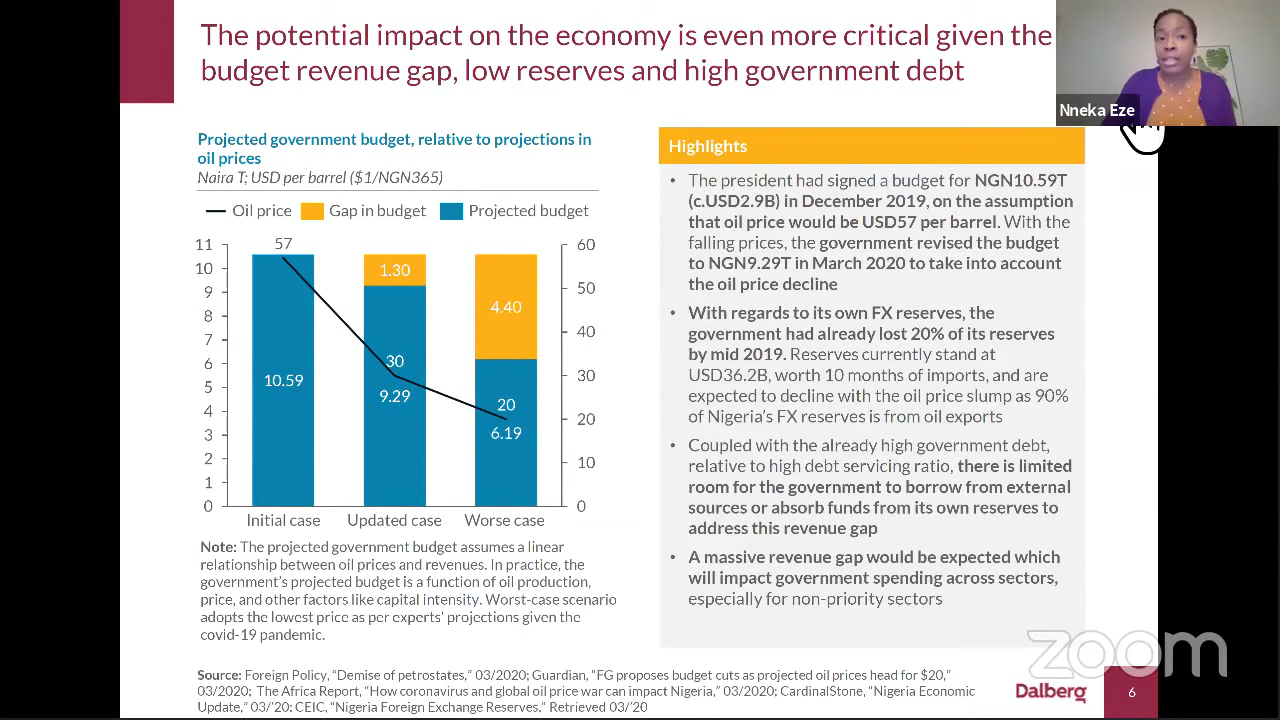 The potential impact on the economy is even more critical given the
budget revenue gap, low reserves and high government debt
Nneka Eze
Projected government budget, relative to projections in
oil prices
Naira T; USD per barrel ($1/NGN365)
Oil price Gap in budget Projected budget
11
10
9
8
7
6
5
4
3
2
1
0
57
10.59
1.30
30
9.29
4.40
20
6.19
60
50
40
30
20
10
0
Initial case Updated case Worse case
Note: The projected government budget assumes a linear
relationship between oil prices and revenues. In practice, the
government's projected budget is a function of oil production,
price, and other factors like capital intensity. Worst-case scenario
adopts the lowest price as per experts' projections given the
covid-19 pandemic.
Highlights
• The president had signed a budget for NGN10.59T
(c.USD2.9B) in December 2019, on the assumption
that oil price would be USD57 per barrel. With the
falling prices, the government revised the budget
to NGN9.29T in March 2020 to take into account
the oil price decline
• With regards to its own FX reserves, the
government had already lost 20% of its reserves
by mid 2019. Reserves currently stand at
USD36.2B, worth 10 months of imports, and are
expected to decline with the oil price slump as 90%
of Nigeria's FX reserves is from oil exports
• Coupled with the already high government debt,
relative to high debt servicing ratio, there is limited
room for the government to borrow from external
sources or absorb funds from its own reserves to
address this revenue gap
• A massive revenue gap would be expected which
will impact government spending across sectors,
especially for non-priority sectors
Source: Foreign Policy, "Demise of petrostates," 03/2020; Guardian, "FG proposes budget cuts as projected oil prices head for $20,"
03/2020; The Africa Report, "How coronavirus and global oil price war can impact Nigeria," 03/2020; CardinalStone, "Nigeria Economic
Update," 03/'20; CEIC, "Nigeria Foreign Exchange Reserves." Retrieved 03/'20
zoom
Dalberg
6